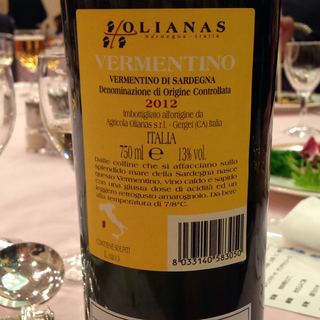 OLIANAS
Sardegna - Italia
VERMENTINO
VERMENTINO DI SARDEGNA
Denominazione di Origine Controllata
2012
Imbottigliato all'origine da
Agricola Olianas s.r.l. - Gergei (CA) Italia
ITALIA
750 ml e 13% vol.
Dalle colline che si affacciano sullo
splendido mare della Sardegna nasce
questo Vermentino, vino caldo e sapido
con una giusta dose di acidità ed un
leggero retrogusto amarognolo. Da bere
alla temperatura di 7/8°C.
CONTIENE SOLFITI
8 033140 583050